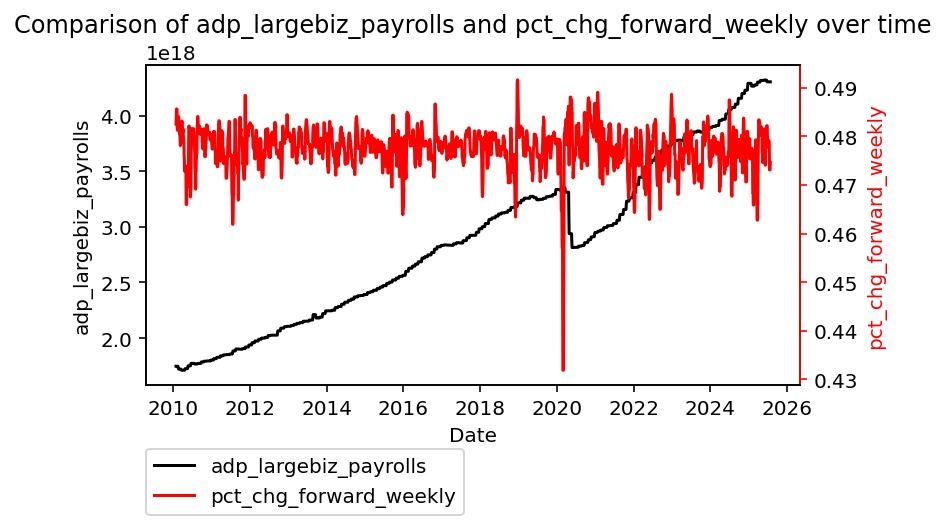 Comparison of adp_largebiz_payrolls and pct_chg_forward_weekly over time
1e18
4.0
3.5
3.0
2.5
2.0
adp_largebiz_payrolls
0.49
0.48
0.47
0.46
0.45
0.44
0.43
pct_chg_forward_weekly
2010 2012 2014 2016 2018 2020 2022 2024 2026
Date
adp_largebiz_payrolls
pct_chg_forward_weekly